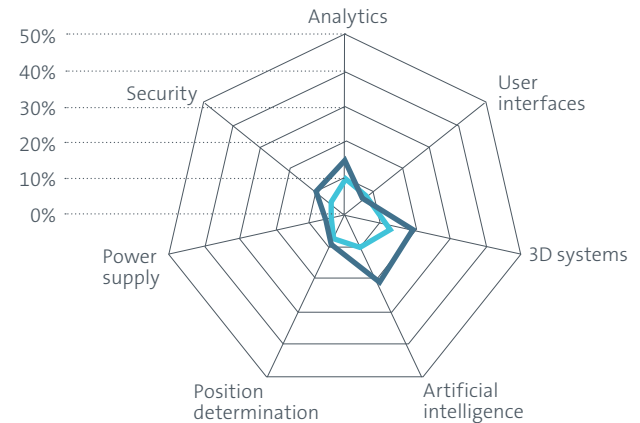 Analytics
50%
40%
30%
20%
10%
0%
Security
User
interfaces
3D systems
Power
supply
Position
determination
Artificial
intelligence